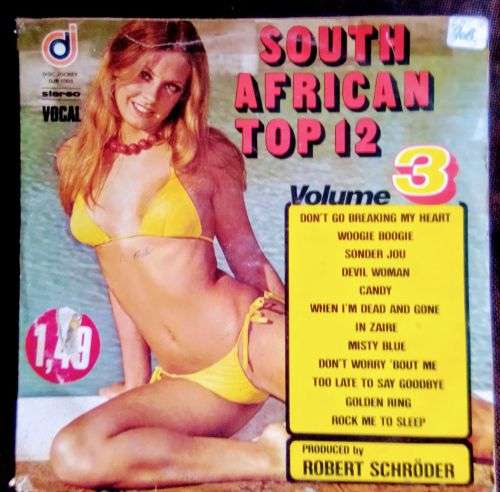 dj
DISC JOCKEY
stereo
VOCAL
SOUTH
AFRICAN
TOP 12
Volume 3
DON'T GO BREAKING MY HEART
WOOGIE BOOGIE
SONDER JOU
DEVIL WOMAN
CANDY
WHEN I'M DEAD AND GONE
IN ZAIRE
MISTY BLUE
DON'T WORRY 'BOUT ME
TOO LATE TO SAY GOODBYE
GOLDEN RING
ROCK ME TO SLEEP
1,49
PRODUCED by
ROBERT SCHRÖDER